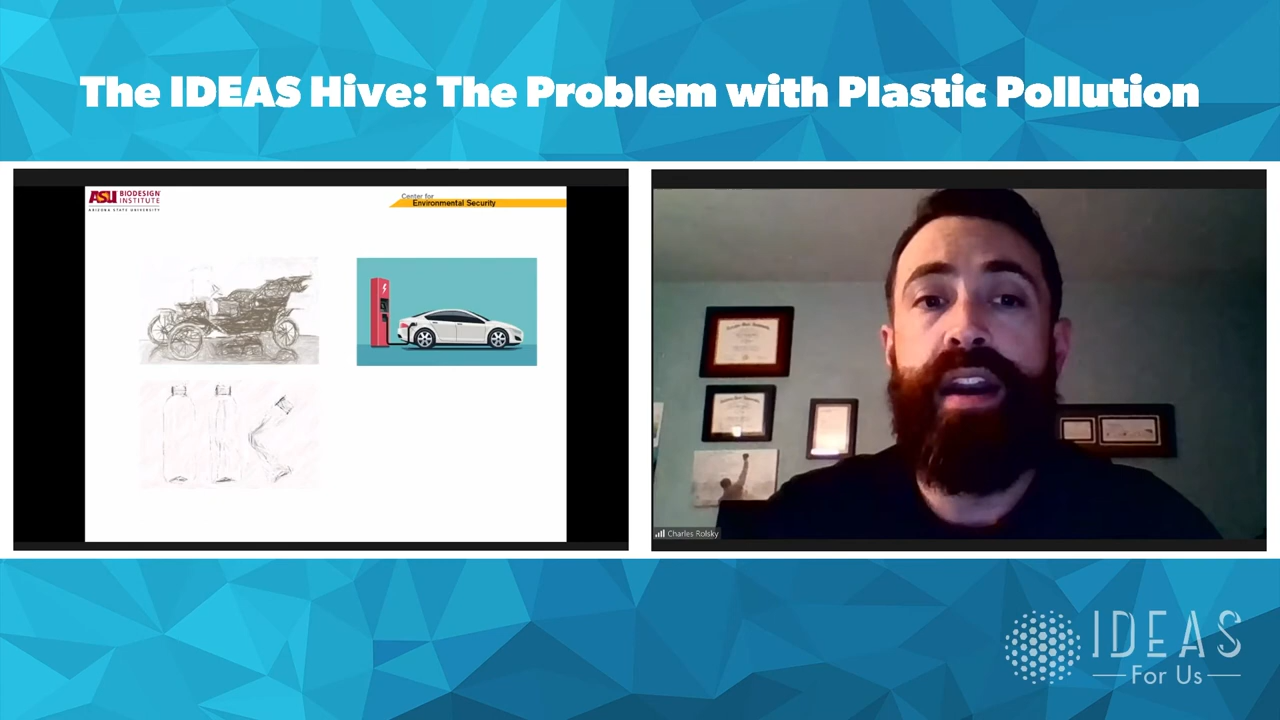 The IDEAS Hive: The Problem with Plastic Pollution
ASU BIODESIGN INSTITUTE
ARIZONA STATE UNIVERSITY
Center for
Environmental Security
Charles Rolsky
IDEAS
For Us